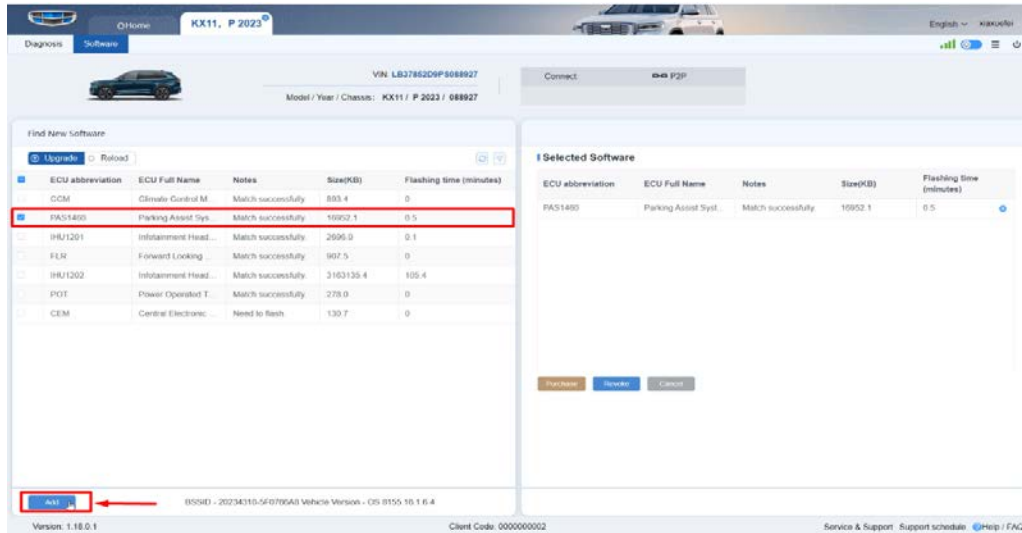 Home KX11, P 2023 English
Diagnosis Software
VIN: LB37852D9PS088927
Model / Year / Chassis: KX11 / P 2023 / 088927
Connect P2P
Find New Software
Upgrade Reload
ECU abbreviation ECU Full Name Notes Size(KB) Flashing time (minutes)
CCM Climate Control M... Match successfully 893.4 0
PAS1460 Parking Assist Sys... Match successfully 16952.1 0.5
IHU1201 Infotainment Head... Match successfully 2696.9 0.1
FLR Forward Looking ... Match successfully 907.5 0
IHU1202 Infotainment Head... Match successfully 3163135.4 105.4
POT Power Operated T... Match successfully 278.0 0
CEM Central Electronic ... Need to flash 130.7 0
Add
BSSID - 20234310-5F0786A8 Vehicle Version - OS 8155.16.1.6.4
Selected Software
ECU abbreviation ECU Full Name Notes Size(KB) Flashing time (minutes)
PAS1460 Parking Assist Syst... Match successfully 16952.1 0.5
Purchase Revoke Cancel
Version: 1.18.0.1 Client Code: 0000000002 Service & Support Support schedule Help / FAQ